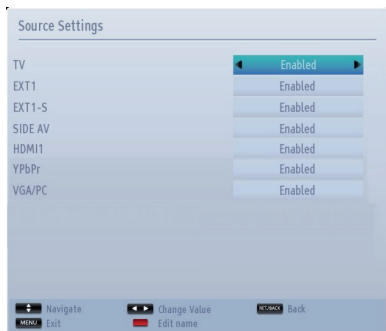 Source Settings
TV Enabled
EXT1 Enabled
EXT1-S Enabled
SIDE AV Enabled
HDMI1 Enabled
YPbPr Enabled
VGA/PC Enabled
Navigate Change Value RET./BACK Back
MENU Exit Edit name